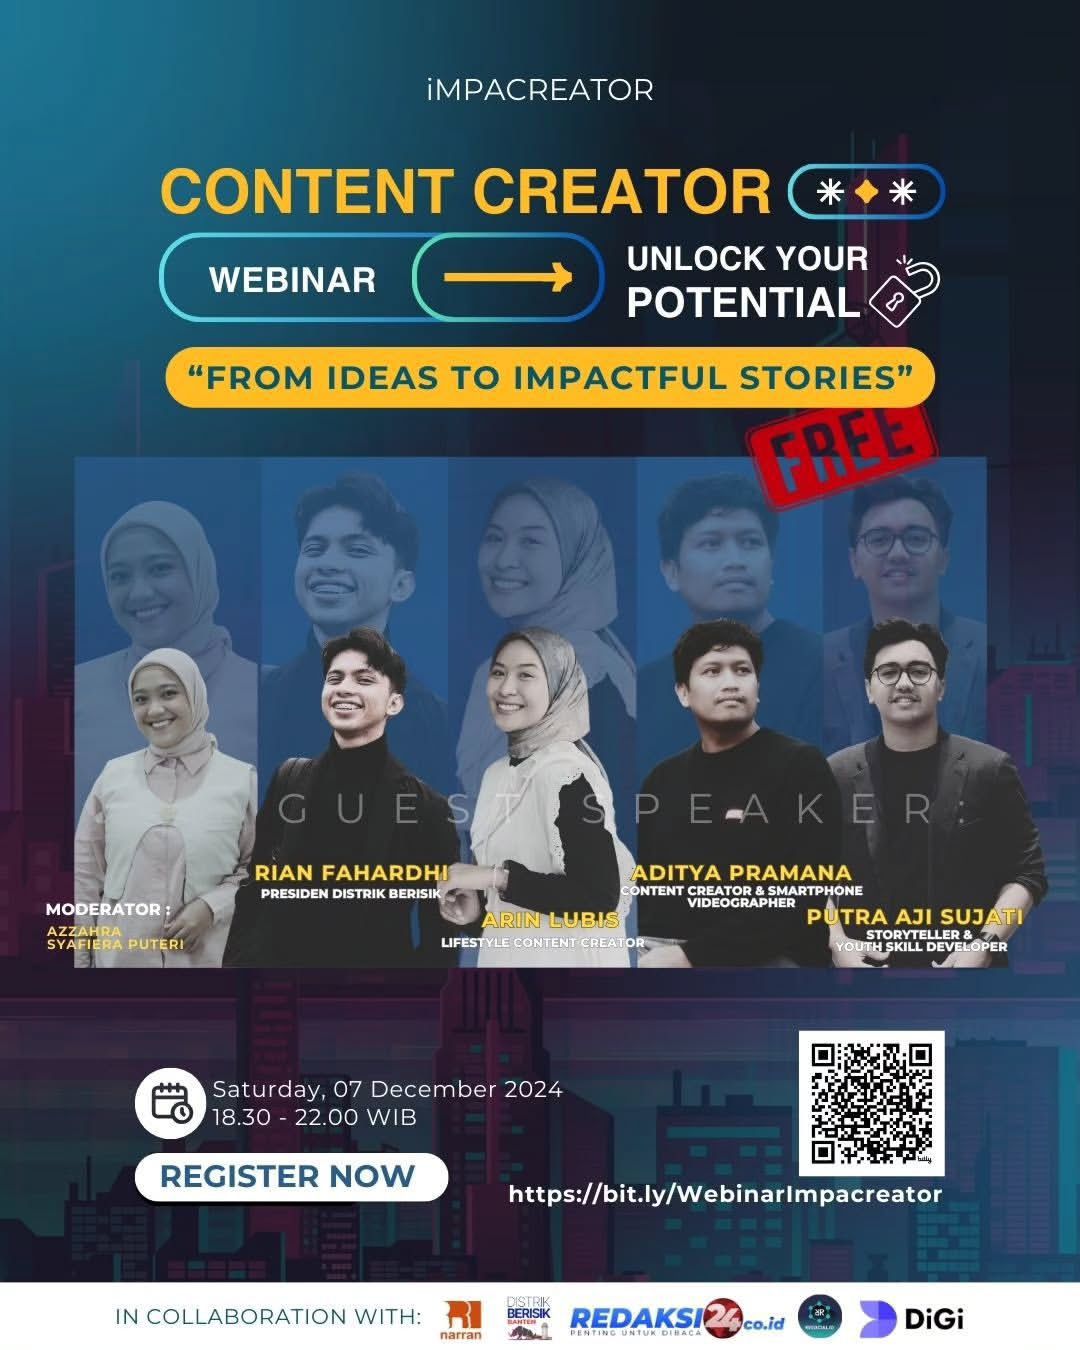 iMPACREATOR
CONTENT CREATOR
WEBINAR
UNLOCK YOUR
POTENTIAL
“FROM IDEAS TO IMPACTFUL STORIES”
FREE
GUEST SPEAKER:
RIAN FAHARDHI
PRESIDEN DISTRIK BERISIK
ADITYA PRAMANA
CONTENT CREATOR & SMARTPHONE
VIDEOGRAPHER
MODERATOR :
AZZAHRA
SYAFIERA PUTERI
ARIN LUBIS
LIFESTYLE CONTENT CREATOR
PUTRA AJI SUJATI
STORYTELLER &
YOUTH SKILL DEVELOPER
Saturday, 07 December 2024
18.30 - 22.00 WIB
REGISTER NOW
bitly
https://bit.ly/WebinarImpacreator
IN COLLABORATION WITH:
narran
DISTRIK
BERISIK
BANTEN
REDAKSI24.co.id
PENTING UNTUK DIBACA
DiGi